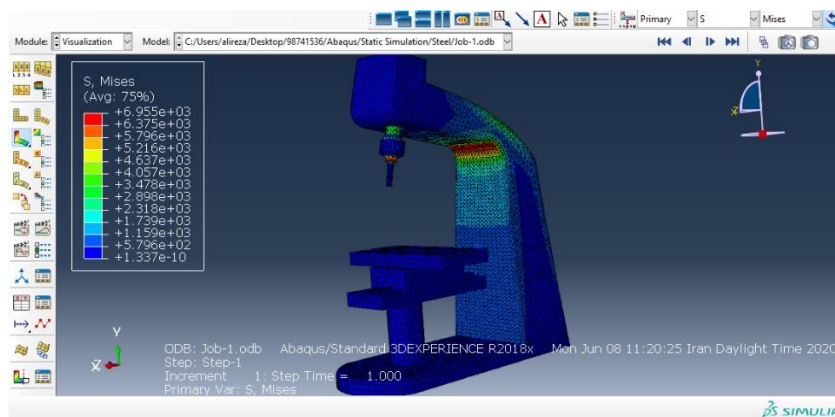 Primary S Mises
Module: Visualization Model: C:/Users/alireza/Desktop/98741536/Abaqus/Static Simulation/Steel/Job-1.odb
S, Mises
(Avg: 75%)
+6.955e+03
+6.375e+03
+5.796e+03
+5.216e+03
+4.637e+03
+4.057e+03
+3.478e+03
+2.898e+03
+2.318e+03
+1.739e+03
+1.159e+03
+5.796e+02
+1.337e-10
Y
Z
Y
X
ODB: Job-1.odb Abaqus/Standard 3DEXPERIENCE R2018x Mon Jun 08 11:20:25 Iran Daylight Time 2020
Step: Step-1
Increment 1: Step Time = 1.000
Primary Var: S, Mises
SIMULIA